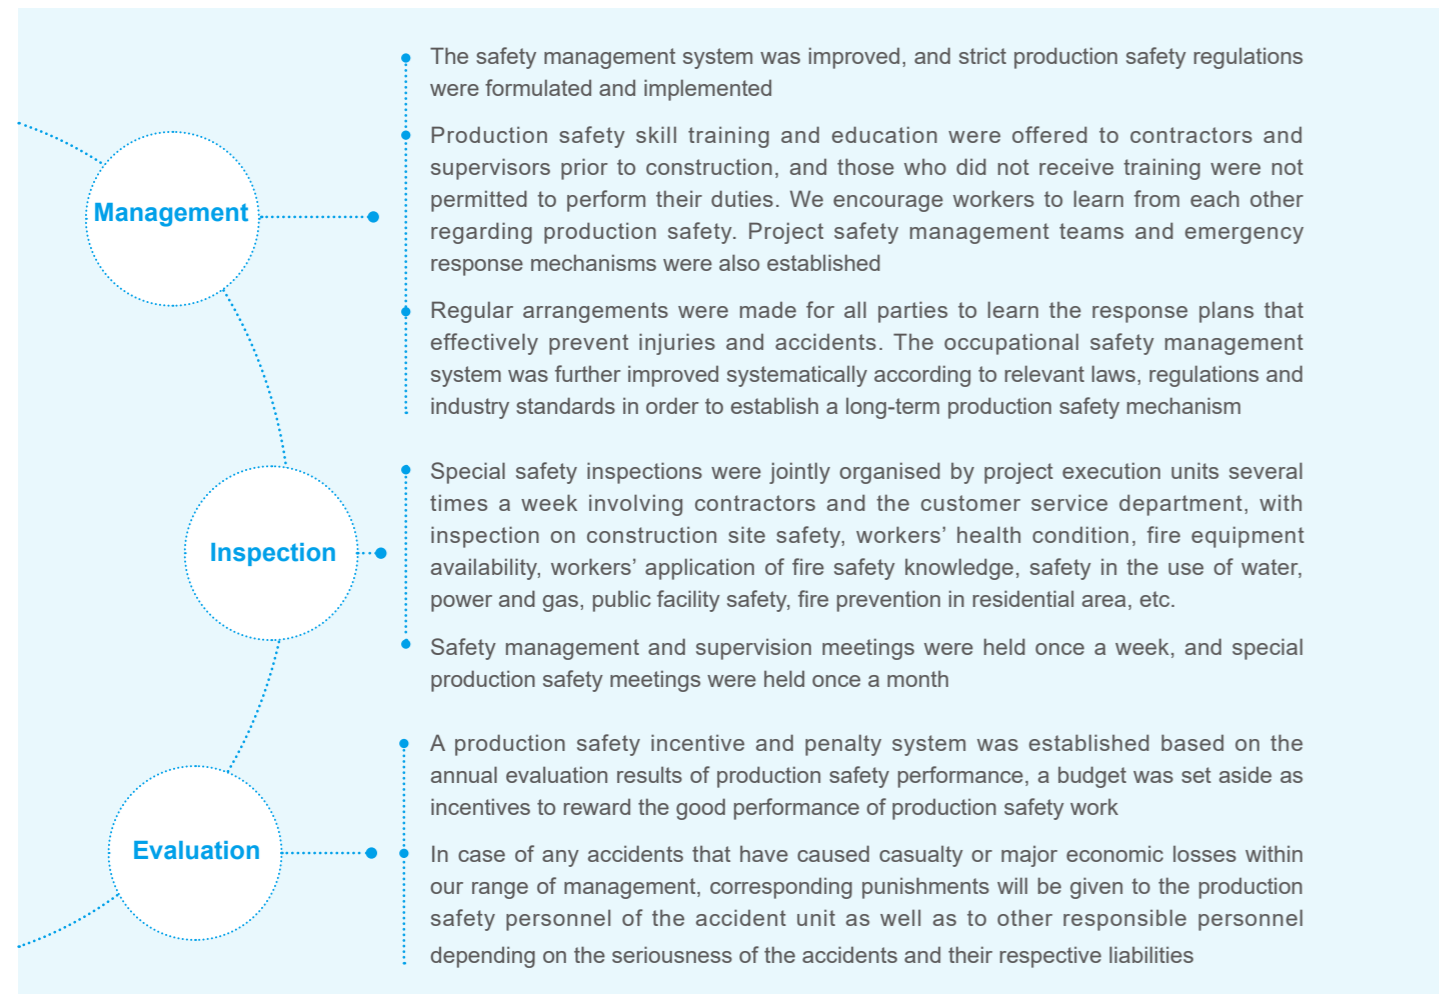 The safety management system was improved, and strict production safety regulations
were formulated and implemented
Management
Production safety skill training and education were offered to contractors and
supervisors prior to construction, and those who did not receive training were not
permitted to perform their duties. We encourage workers to learn from each other
regarding production safety. Project safety management teams and emergency
response mechanisms were also established
Regular arrangements were made for all parties to learn the response plans that
effectively prevent injuries and accidents. The occupational safety management
system was further improved systematically according to relevant laws, regulations and
industry standards in order to establish a long-term production safety mechanism
Inspection
Special safety inspections were jointly organised by project execution units several
times a week involving contractors and the customer service department, with
inspection on construction site safety, workers’ health condition, fire equipment
availability, workers’ application of fire safety knowledge, safety in the use of water,
power and gas, public facility safety, fire prevention in residential area, etc.
Safety management and supervision meetings were held once a week, and special
production safety meetings were held once a month
Evaluation
A production safety incentive and penalty system was established based on the
annual evaluation results of production safety performance, a budget was set aside as
incentives to reward the good performance of production safety work
In case of any accidents that have caused casualty or major economic losses within
our range of management, corresponding punishments will be given to the production
safety personnel of the accident unit as well as to other responsible personnel
depending on the seriousness of the accidents and their respective liabilities